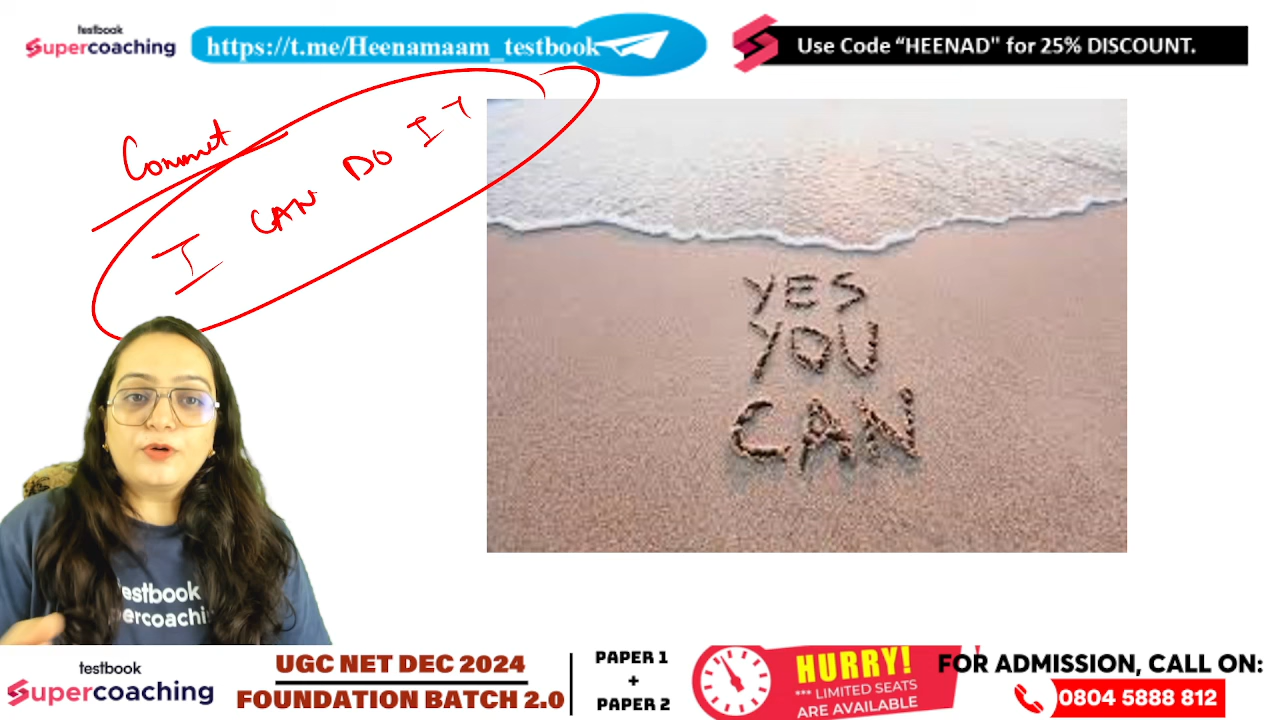 testbook
Supercoaching
https://t.me/Heenamaam_testbook
Use Code “HEENAD" for 25% DISCOUNT.
Commet
I CAN DO IT
YES
YOU
CAN
testbook
percoachi
testbook
Supercoaching
UGC NET DEC 2024
FOUNDATION BATCH 2.0
PAPER 1
+
PAPER 2
HURRY!
*** LIMITED SEATS
ARE AVAILABLE
FOR ADMISSION, CALL ON:
0804 5888 812